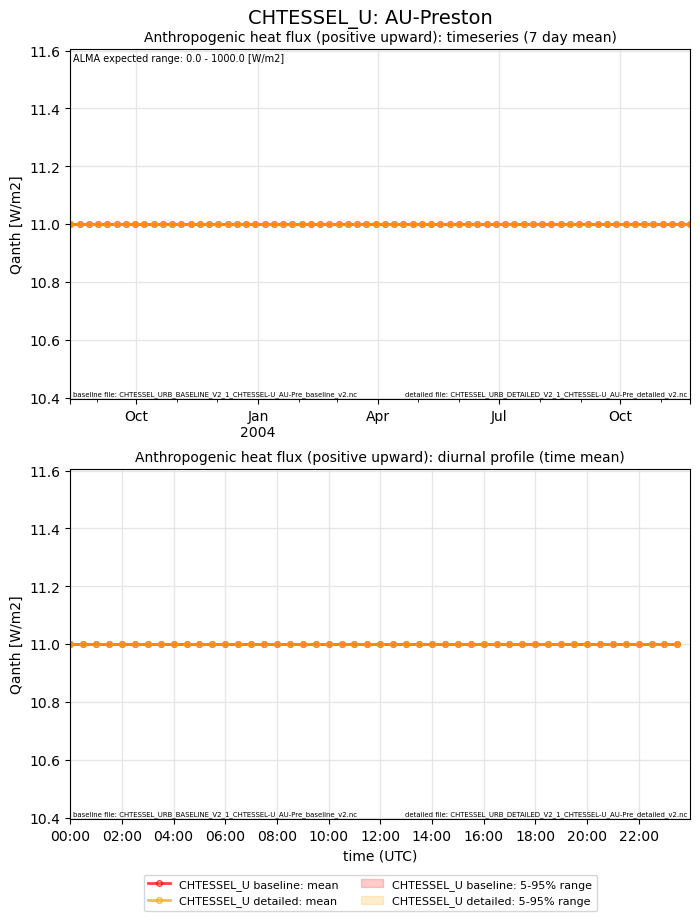 CHTESSEL_U: AU-Preston
Anthropogenic heat flux (positive upward): timeseries (7 day mean)
ALMA expected range: 0.0 - 1000.0 [W/m2]
11.6
11.4
11.2
11.0
10.8
10.6
10.4
Qanth [W/m2]
baseline file: CHTESSEL_URB_BASELINE_V2_1_CHTESSEL-U_AU-Pre_baseline_v2.nc
detailed file: CHTESSEL_URB_DETAILED_V2_1_CHTESSEL-U_AU-Pre_detailed_v2.nc
Oct Jan Apr Jul Oct
2004
Anthropogenic heat flux (positive upward): diurnal profile (time mean)
11.6
11.4
11.2
11.0
10.8
10.6
10.4
Qanth [W/m2]
baseline file: CHTESSEL_URB_BASELINE_V2_1_CHTESSEL-U_AU-Pre_baseline_v2.nc
detailed file: CHTESSEL_URB_DETAILED_V2_1_CHTESSEL-U_AU-Pre_detailed_v2.nc
00:00 02:00 04:00 06:00 08:00 10:00 12:00 14:00 16:00 18:00 20:00 22:00
time (UTC)
CHTESSEL_U baseline: mean
CHTESSEL_U detailed: mean
CHTESSEL_U baseline: 5-95% range
CHTESSEL_U detailed: 5-95% range